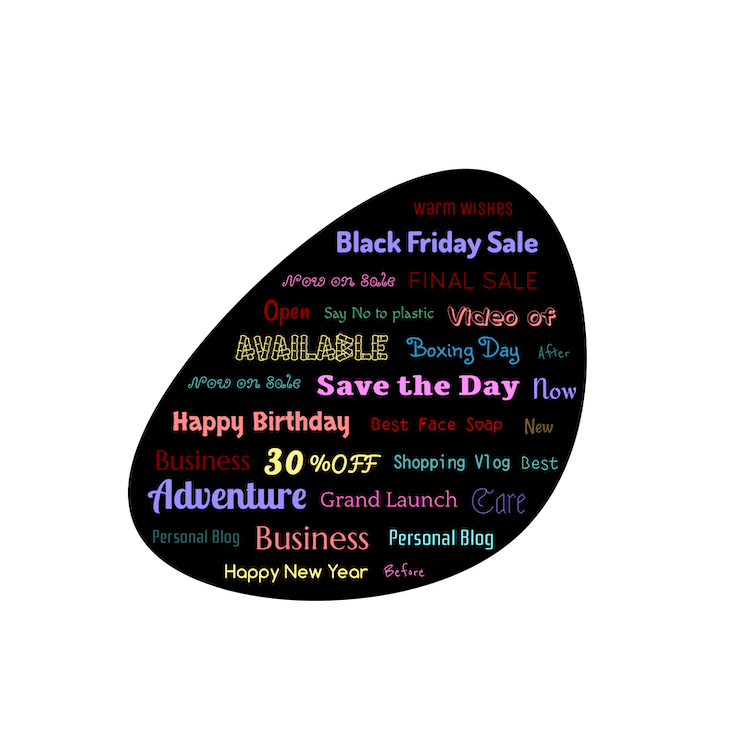 warm wishes
Black Friday Sale
Now on Sale FINAL SALE
Open Say No to plastic Video of
AVAILABLE Boxing Day After
Now on Sale Save the Day Now
Happy Birthday Best Face Soap New
Business 30 %OFF Shopping Vlog Best
Adventure Grand Launch Care
Personal Blog Business Personal Blog
Happy New Year Before